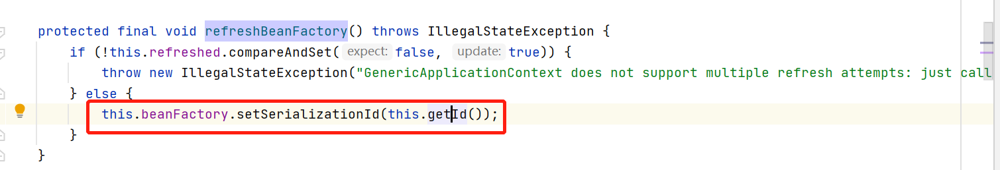 protected final void refreshBeanFactory() throws IllegalStateException {
if (!this.refreshed.compareAndSet( expect: false, update: true)) {
throw new IllegalStateException("GenericApplicationContext does not support multiple refresh attempts: just call
} else {
this.beanFactory.setSerializationId(this.getId());
}
}